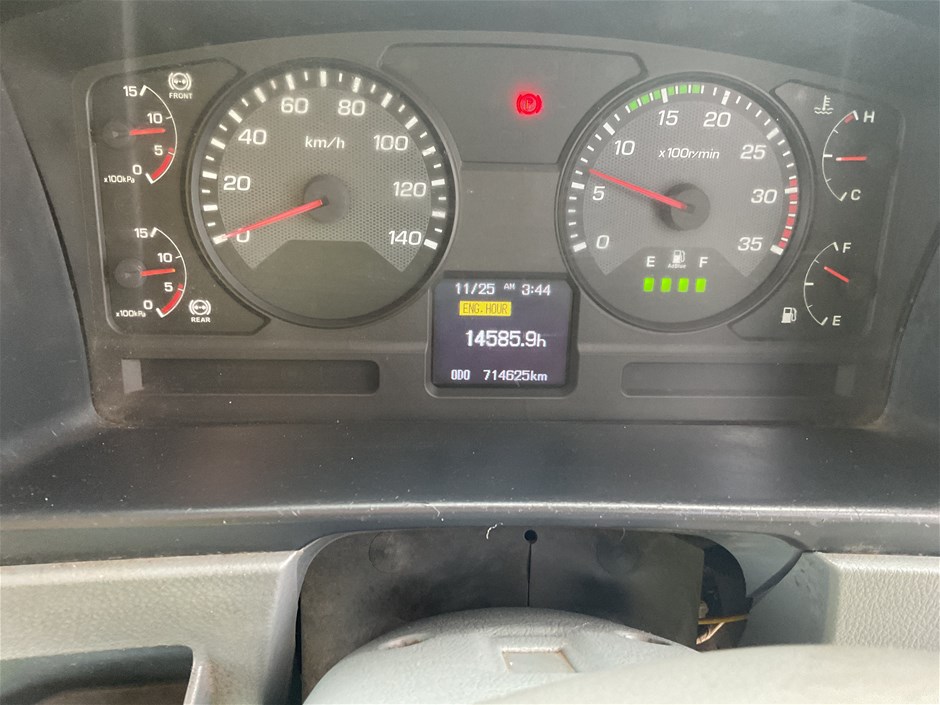 FRONT
15
10
5
0
x100kPa
15
10
5
0
x100kPa
REAR
0
20
40
60
80
100
120
140
km/h
11/25 AM 3:44
ENG.HOUR
14585.9h
ODO 714625km
0
5
10
15
20
25
30
35
x100r/min
E F
AdBlue
H
C
F
E